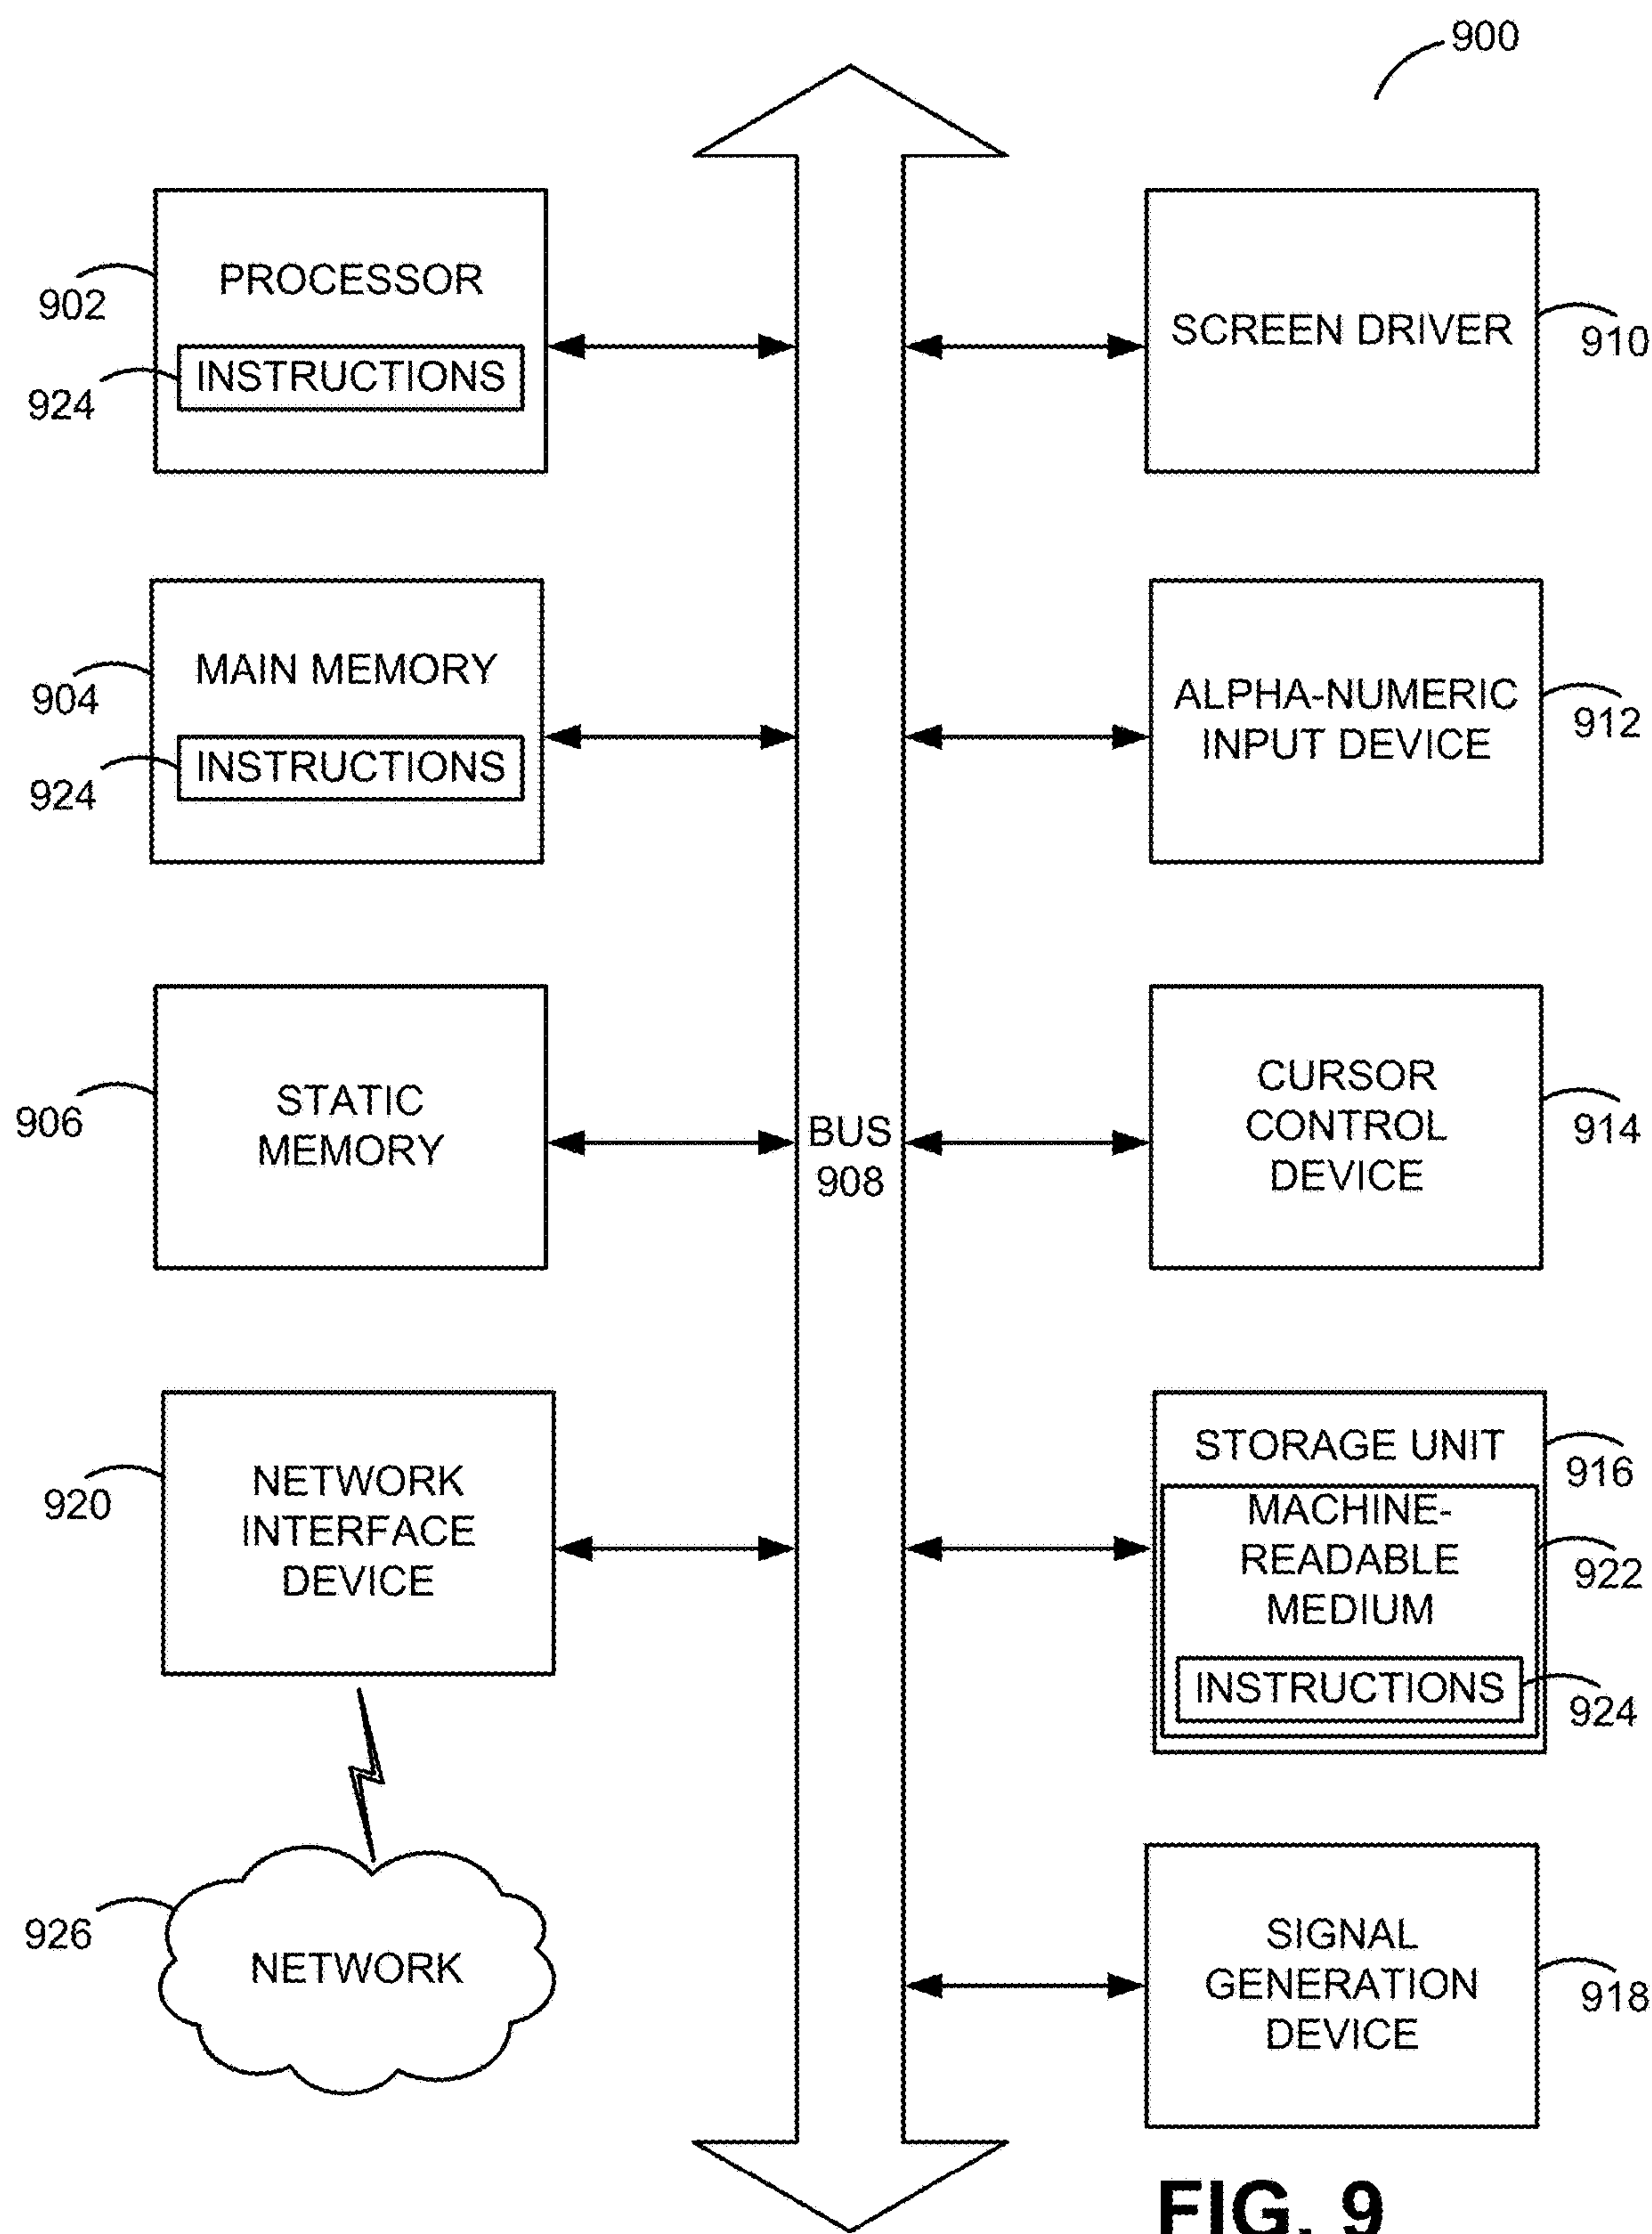 900
PROCESSOR
902
INSTRUCTIONS
924
SCREEN DRIVER
910
MAIN MEMORY
904
INSTRUCTIONS
924
ALPHA-NUMERIC
INPUT DEVICE
912
STATIC
MEMORY
906
BUS
908
CURSOR
CONTROL
DEVICE
914
NETWORK
INTERFACE
DEVICE
920
STORAGE UNIT
916
MACHINE-
READABLE
MEDIUM
922
INSTRUCTIONS
924
NETWORK
926
SIGNAL
GENERATION
DEVICE
918
FIG. 9